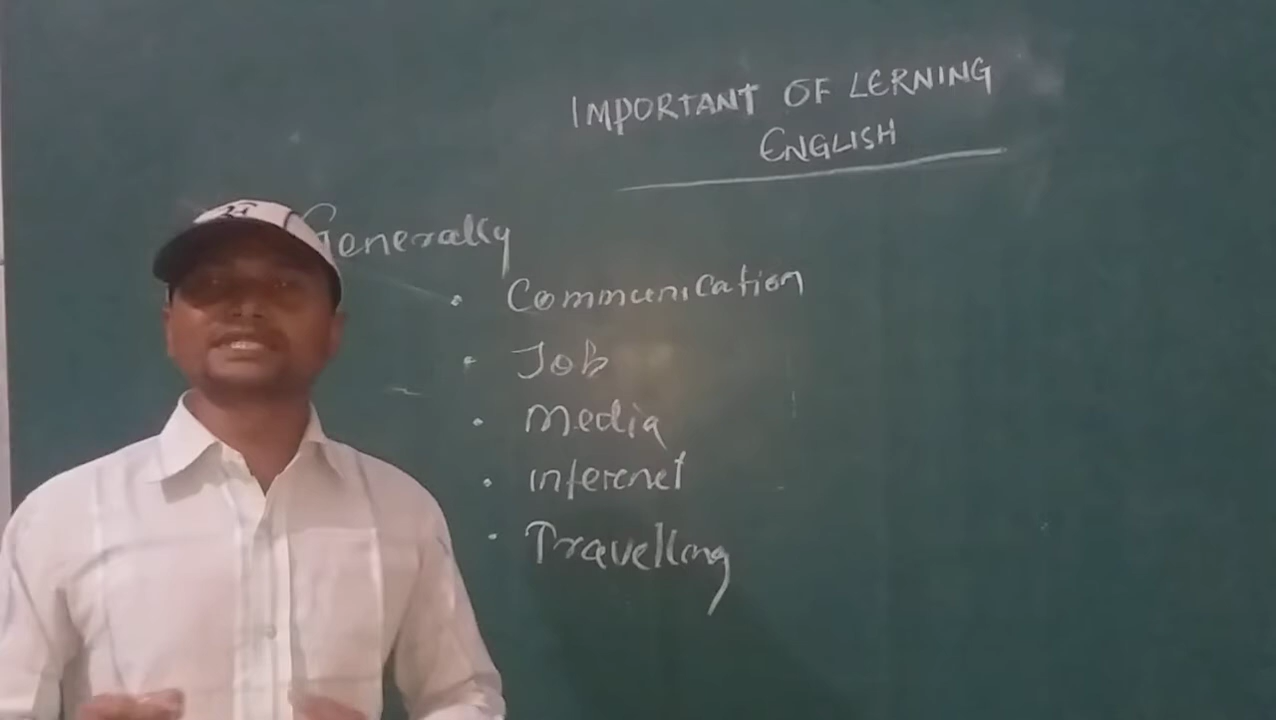 IMPORTANT OF LERNING
ENGLISH
Generally
• Communication
• Job
• Media
• internet
• Travelling